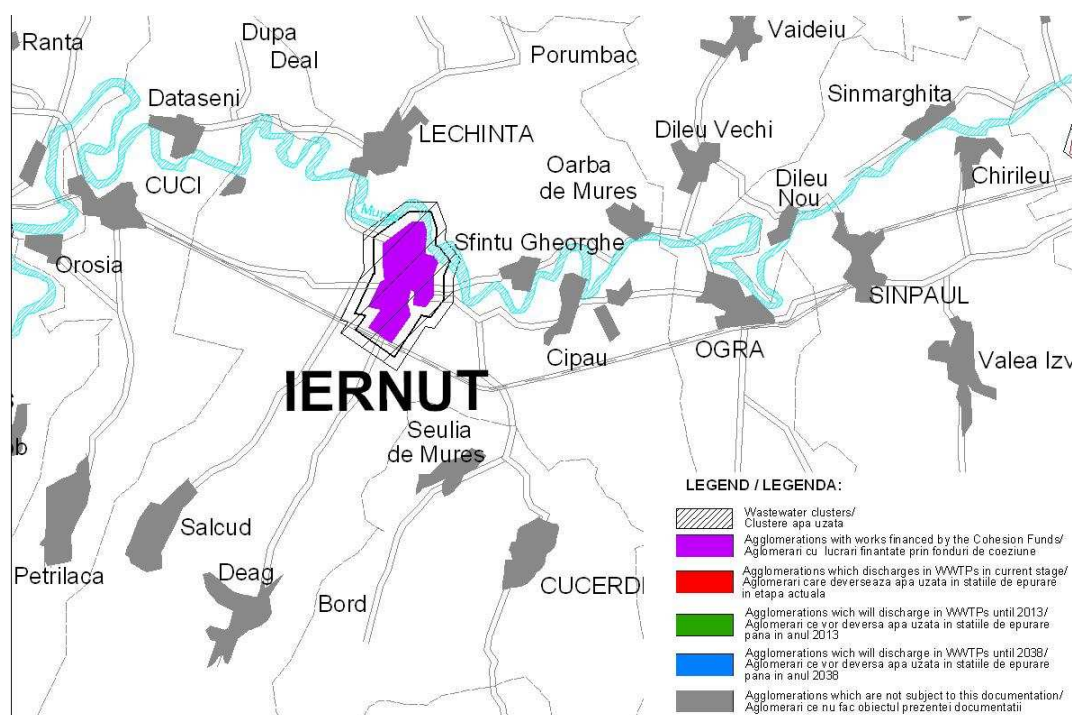 Ranta
Dupa
Deal
Porumbac
Vaideiu
Dataseni
LECHINTA
Sinmarghita
Dileu Vechi
Oarba
de Mures
Chirileu
CUCI
Dileu
Nou
Sfintu Gheorghe
Orosia
SINPAUL
Cipau
OGRA
Valea Izv
IERNUT
Seulia
de Mures
Salcud
Petrilaca
Deag
Bord
CUCERD
LEGEND / LEGENDA:
Wastewater clusters/
Clustere apa uzata
Agglomerations with works financed by the Cohesion Funds/
Aglomerari cu lucrari finantate prin fonduri de coeziune
Agglomerations which discharges in WWTPs in current stage/
Aglomerari care deverseaza apa uzata in statiile de epurare
in etapa actuala
Agglomerations wich will discharge in WWTPs until 2013/
Aglomerari ce vor deversa apa uzata in statiile de epurare
pana in anul 2013
Agglomerations wich will discharge in WWTPs until 2038/
Aglomerari ce vor deversa apa uzata in statiile de epurare
pana in anul 2038
Agglomerations which are not subject to this documentation/
Aglomerari ce nu fac obiectul prezentei documentatii